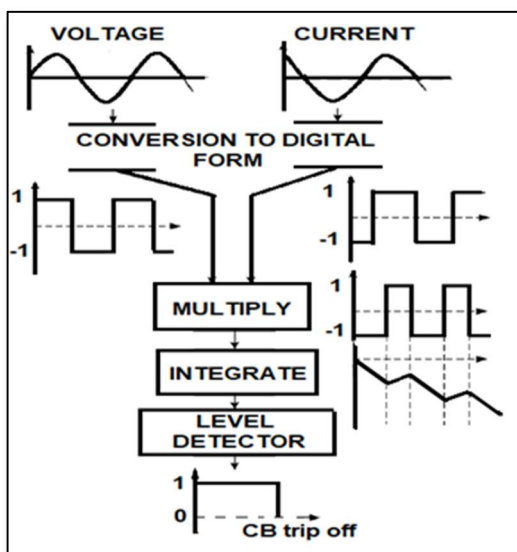 VOLTAGE
CURRENT
CONVERSION TO DIGITAL
FORM
1
-1
1
-1
MULTIPLY
1
-1
INTEGRATE
LEVEL
DETECTOR
1
0
CB trip off